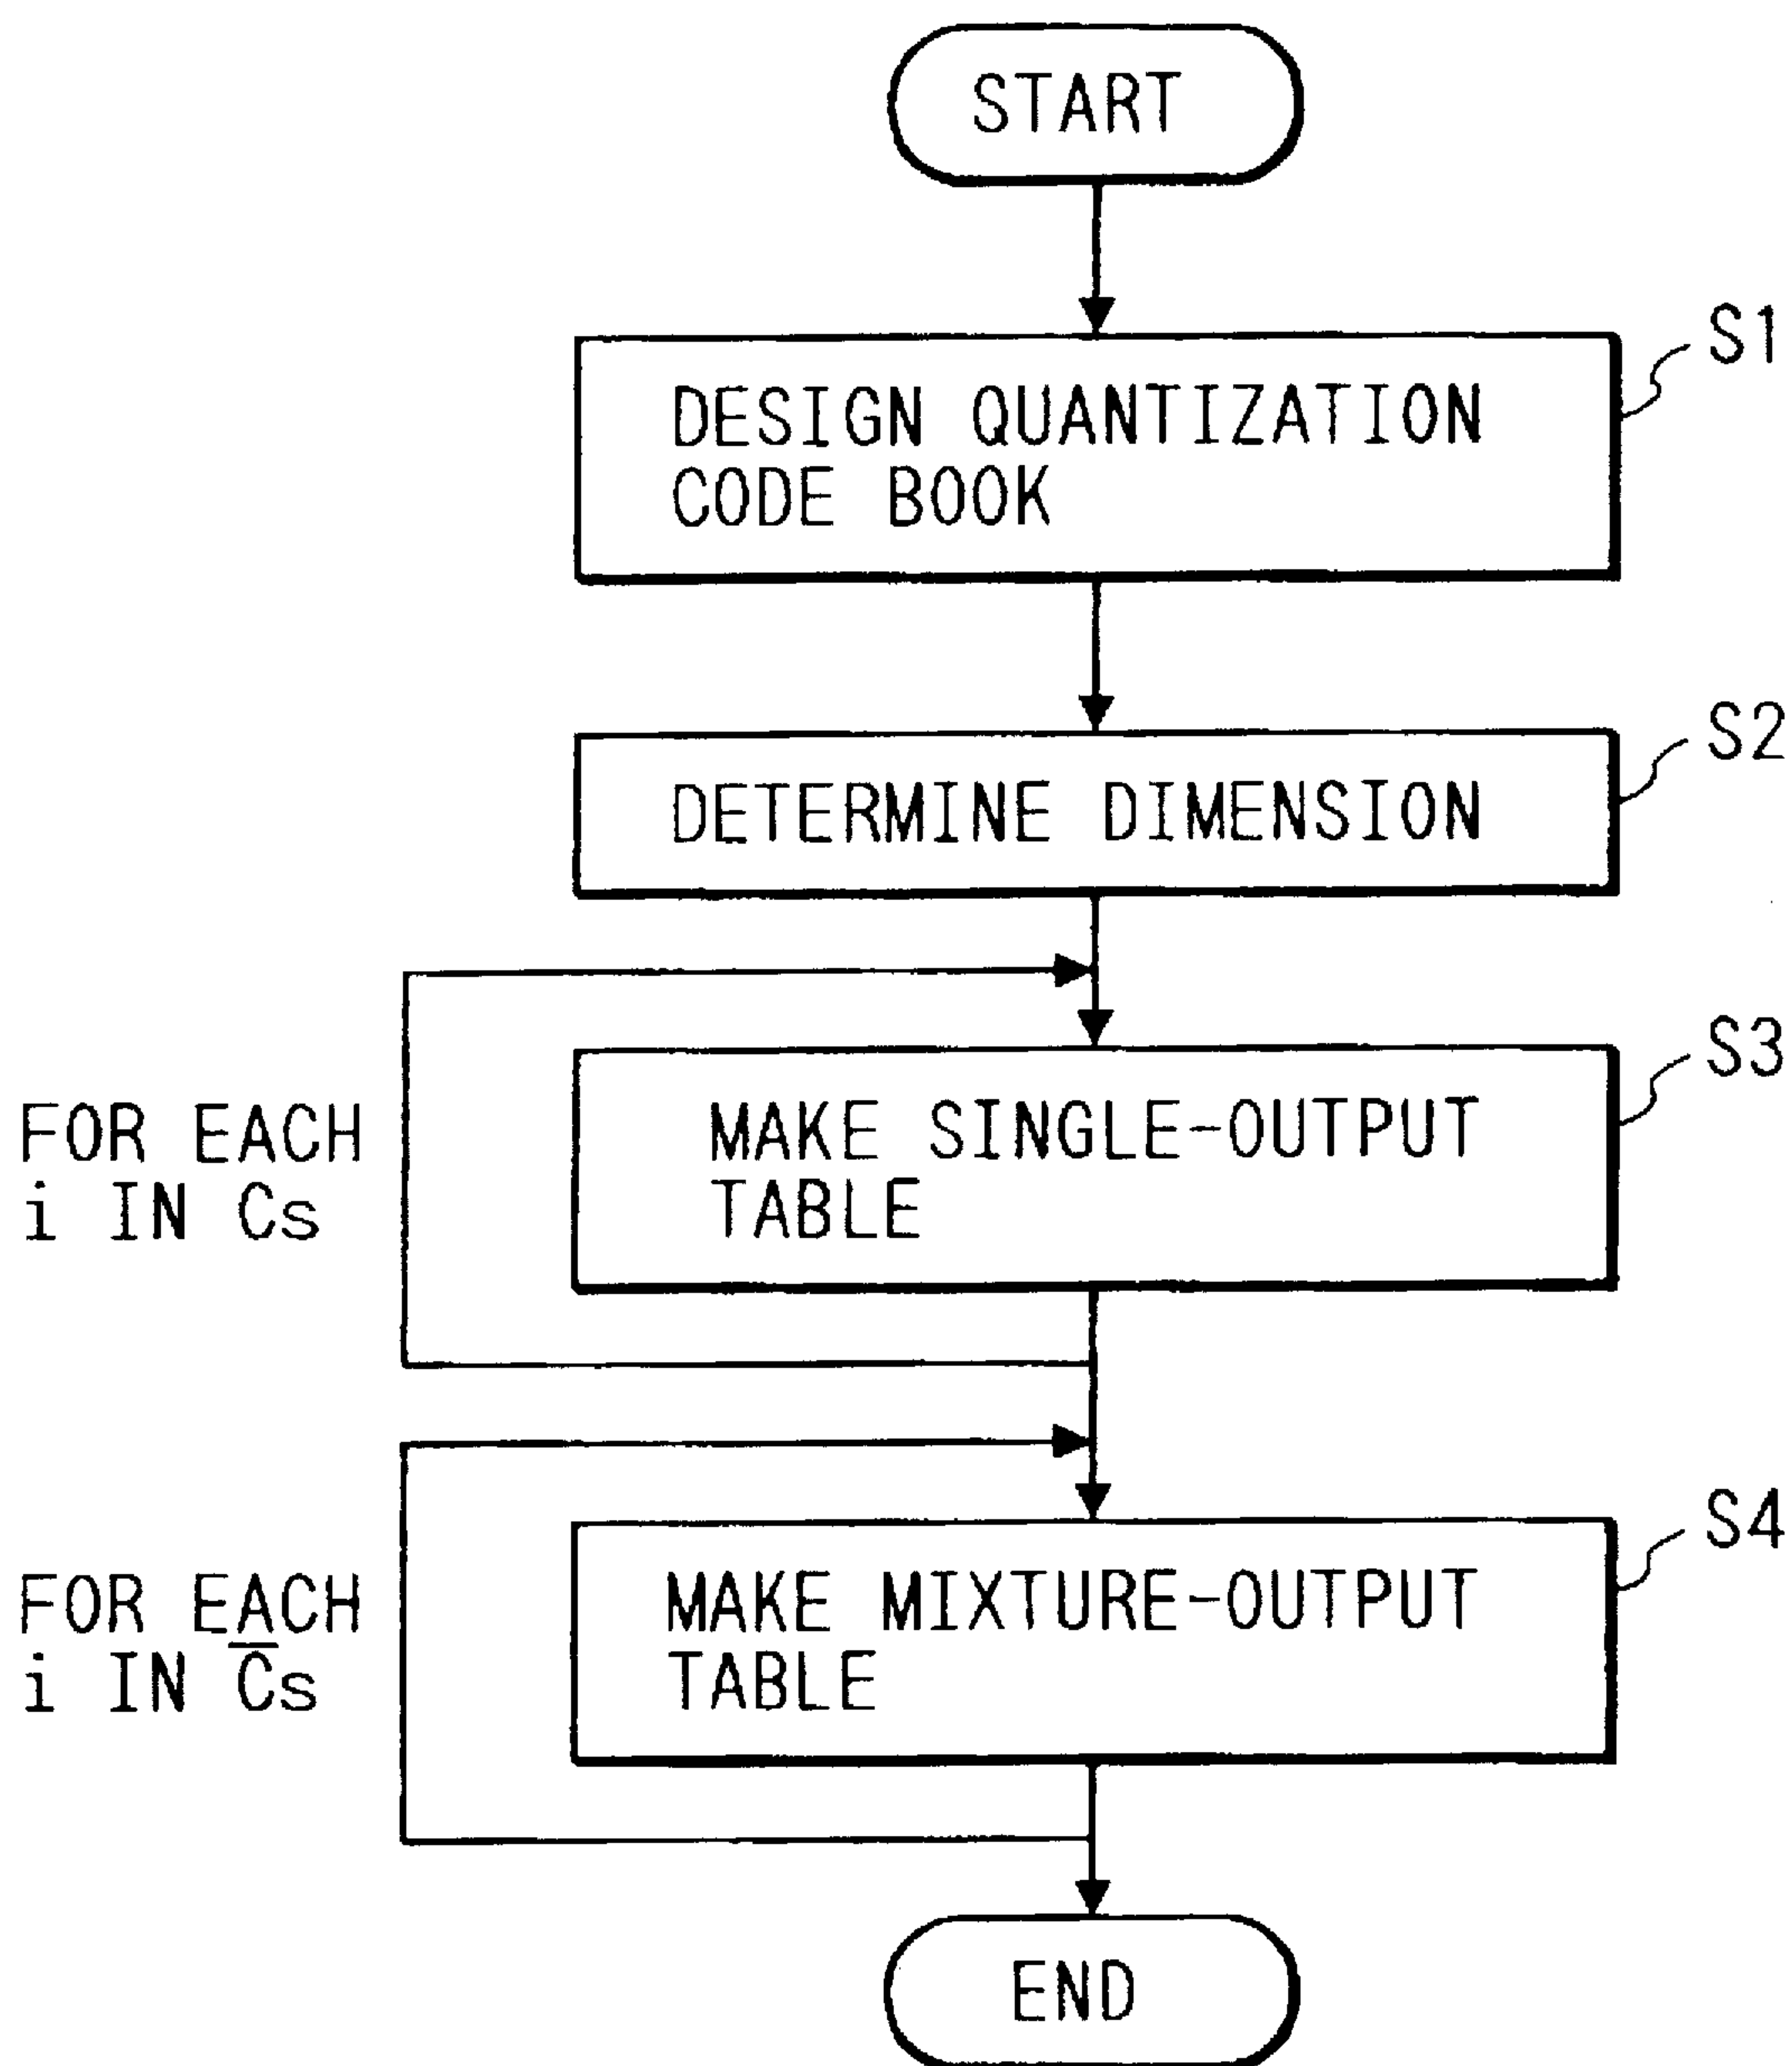 START
S1
DESIGN QUANTIZATION
CODE BOOK
S2
DETERMINE DIMENSION
S3
MAKE SINGLE-OUTPUT
TABLE
FOR EACH
i IN Cs
S4
MAKE MIXTURE-OUTPUT
TABLE
FOR EACH
i IN C̅s
END